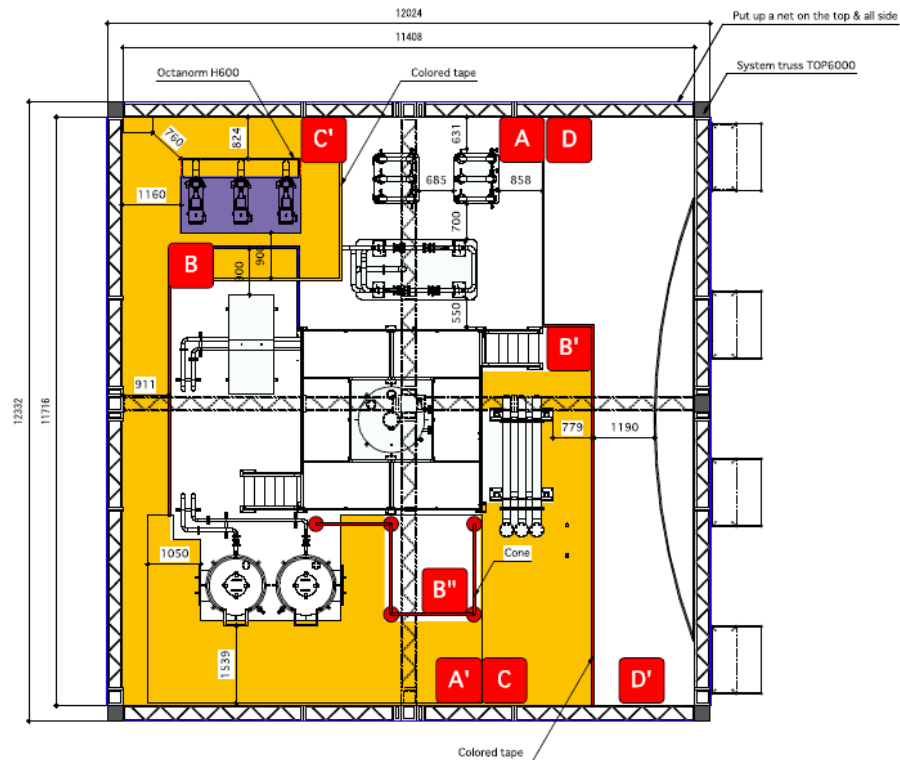 12024
Put up a net on the top & all side
11408
System truss TOP6000
Octanorm H600
Colored tape
760
824
C'
631
A
D
1160
685
858
700
B
900
900
550
B'
911
12332
11716
779
1190
1050
Cone
B"
1539
A'
C
D'
Colored tape